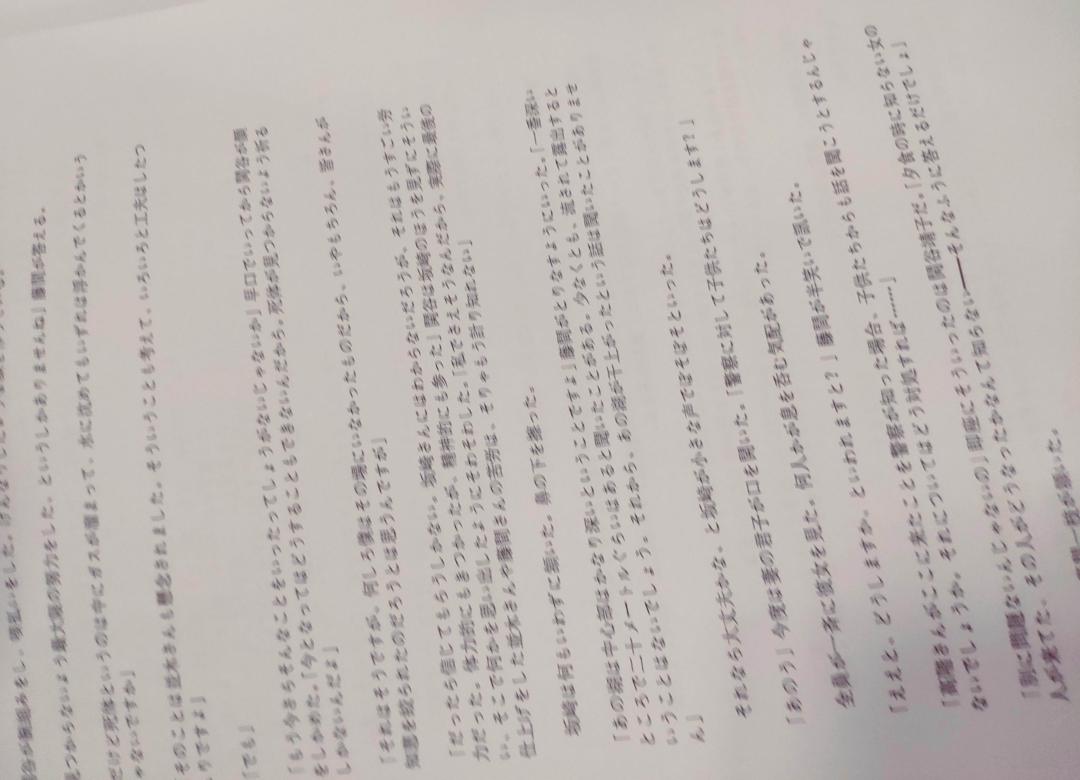 見つからないよう最大限の努力をした、というしかありませんね」藤間が答える。
だけど死体というのは中にガスが溜まって、水に沈めてもいずれは浮かんでくるとかいう
ゃないですか」
そのことは並木さんも懸念されました。そういうことも考えて、いろいろと工夫はしたつ
りですよ」
「でも」
「もう今さらそんなことをいったってしょうがないじゃないか」早口でいってから関谷が顔
をしかめた。「今となってはどうすることもできないんだから、死体が見つからないよう祈る
しかないんだよ」
「それはそうですが、何しろ僕はその場にいなかったものだから、いやもちろん、皆さんが
知恵を絞られたのだろうとは思うんですが」
「だったら信じてもらうしかない。坂崎さんにはわからないだろうが、それはもうすごい労
力だった。体力的にもきつかったが、精神的にも参った」関谷は坂崎のほうを見ずにそうい
い、そこで何かを思い出したようにそわそわした。「私でさえそうなんだから、実際に最後の
仕上げをした並木さんや藤間さんの苦労は、そりゃもう計り知れない」
坂崎は何もいわずに頷いた。鼻の下を擦った。
「あの湖は中心部はかなり深いということですよ」藤間がとりなすようにいった。「一番深い
ところで二十メートルぐらいはあると聞いたことがある。少なくとも、流されて露出すると
いうことはないでしょう。それから、あの湖が干上がったという話は聞いたことがありませ
ん」
それなら大丈夫かな、と坂崎が小さな声でぼそぼそといった。
「あのう」今度は妻の君子が口を開いた。「警察に対して子供たちはどうします?」
全員が一斉に彼女を見た。何人かが息を呑む気配があった。
「ええと、どうしますか、といわれますと?」藤間が半笑いで訊いた。
「高階さんがここに来たことを警察が知った場合、子供たちからも話を聞こうとするんじゃ
ないでしょうか。それについてはどう対処すれば……」
「別に問題ないんじゃないの」即座にそういったのは関谷靖子だ。「夕食の時に知らない女の
人が来てた、その人がどうなったかなんて知らない――そんなふうに答えるだけでしょ」